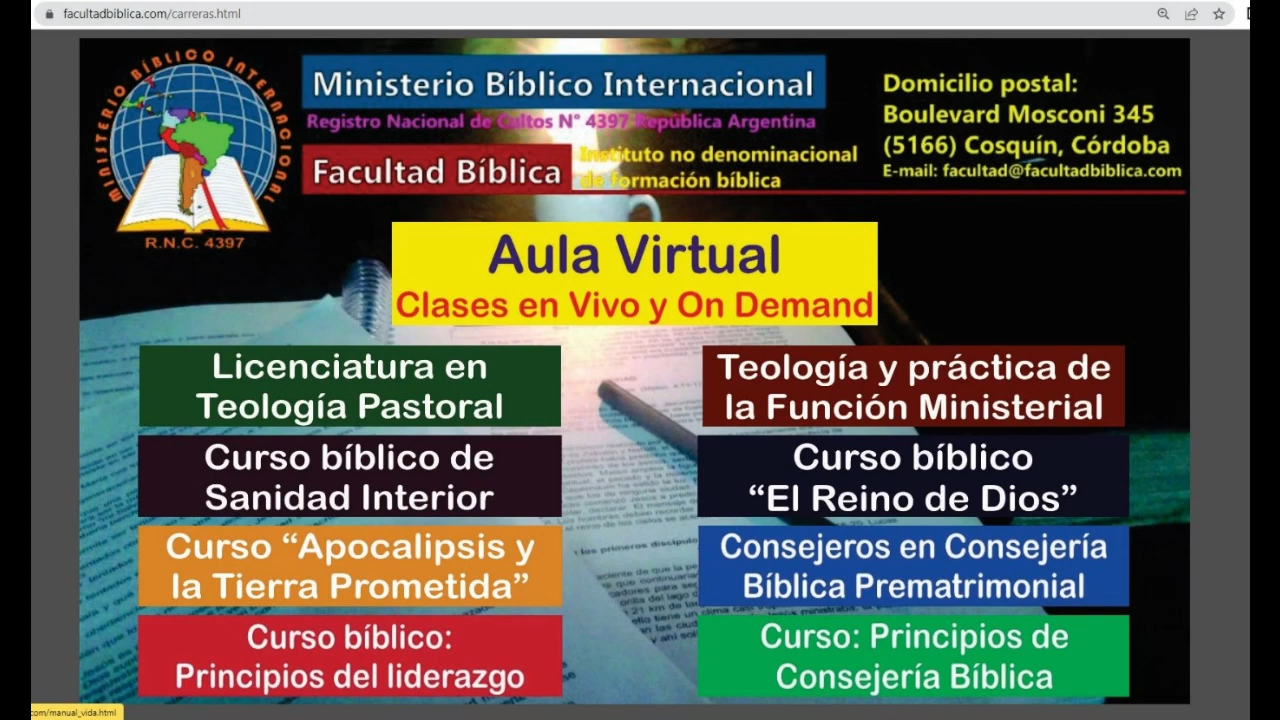 facultadbiblica.com/carreras.html
MINISTERIO BÍBLICO INTERNACIONAL
R.N.C. 4397
Ministerio Bíblico Internacional
Registro Nacional de Cultos N° 4397 República Argentina
Facultad Bíblica
Instituto no denominacional
de formación bíblica
Domicilio postal:
Boulevard Mosconi 345
(5166) Cosquín, Córdoba
E-mail: facultad@facultadbiblica.com
Aula Virtual
Clases en Vivo y On Demand
Licenciatura en
Teología Pastoral
Teología y práctica de
la Función Ministerial
Curso bíblico de
Sanidad Interior
Curso bíblico
“El Reino de Dios”
Curso “Apocalipsis y
la Tierra Prometida”
Consejeros en Consejería
Bíblica Prematrimonial
Curso bíblico:
Principios del liderazgo
Curso: Principios de
Consejería Bíblica
los primeros discipulo
com/manual_vida.html